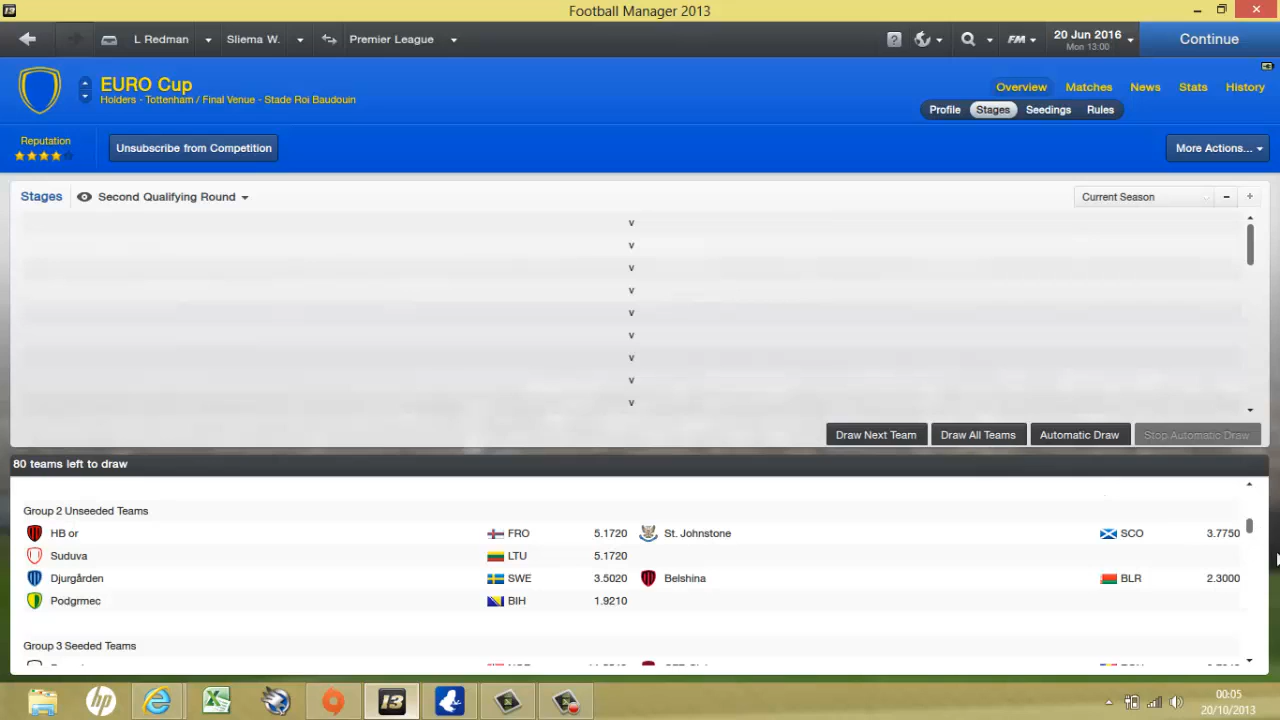 Football Manager 2013
L Redman Sliema W. Premier League FM 20 Jun 2016 Continue
Mon 13:00
EURO Cup
Holders - Tottenham / Final Venue - Stade Roi Baudouin
Overview Matches News Stats History
Profile Stages Seedings Rules
Reputation
Unsubscribe from Competition More Actions...
Stages Second Qualifying Round Current Season - +
v
v
v
v
v
v
v
v
v
Draw Next Team Draw All Teams Automatic Draw Stop Automatic Draw
80 teams left to draw
Group 2 Unseeded Teams
HB or FRO 5.1720 St. Johnstone SCO 3.7750
Suduva LTU 5.1720
Djurgården SWE 3.5020 Belshina BLR 2.3000
Podgrmec BIH 1.9210
Group 3 Seeded Teams
13 00:05
20/10/2013